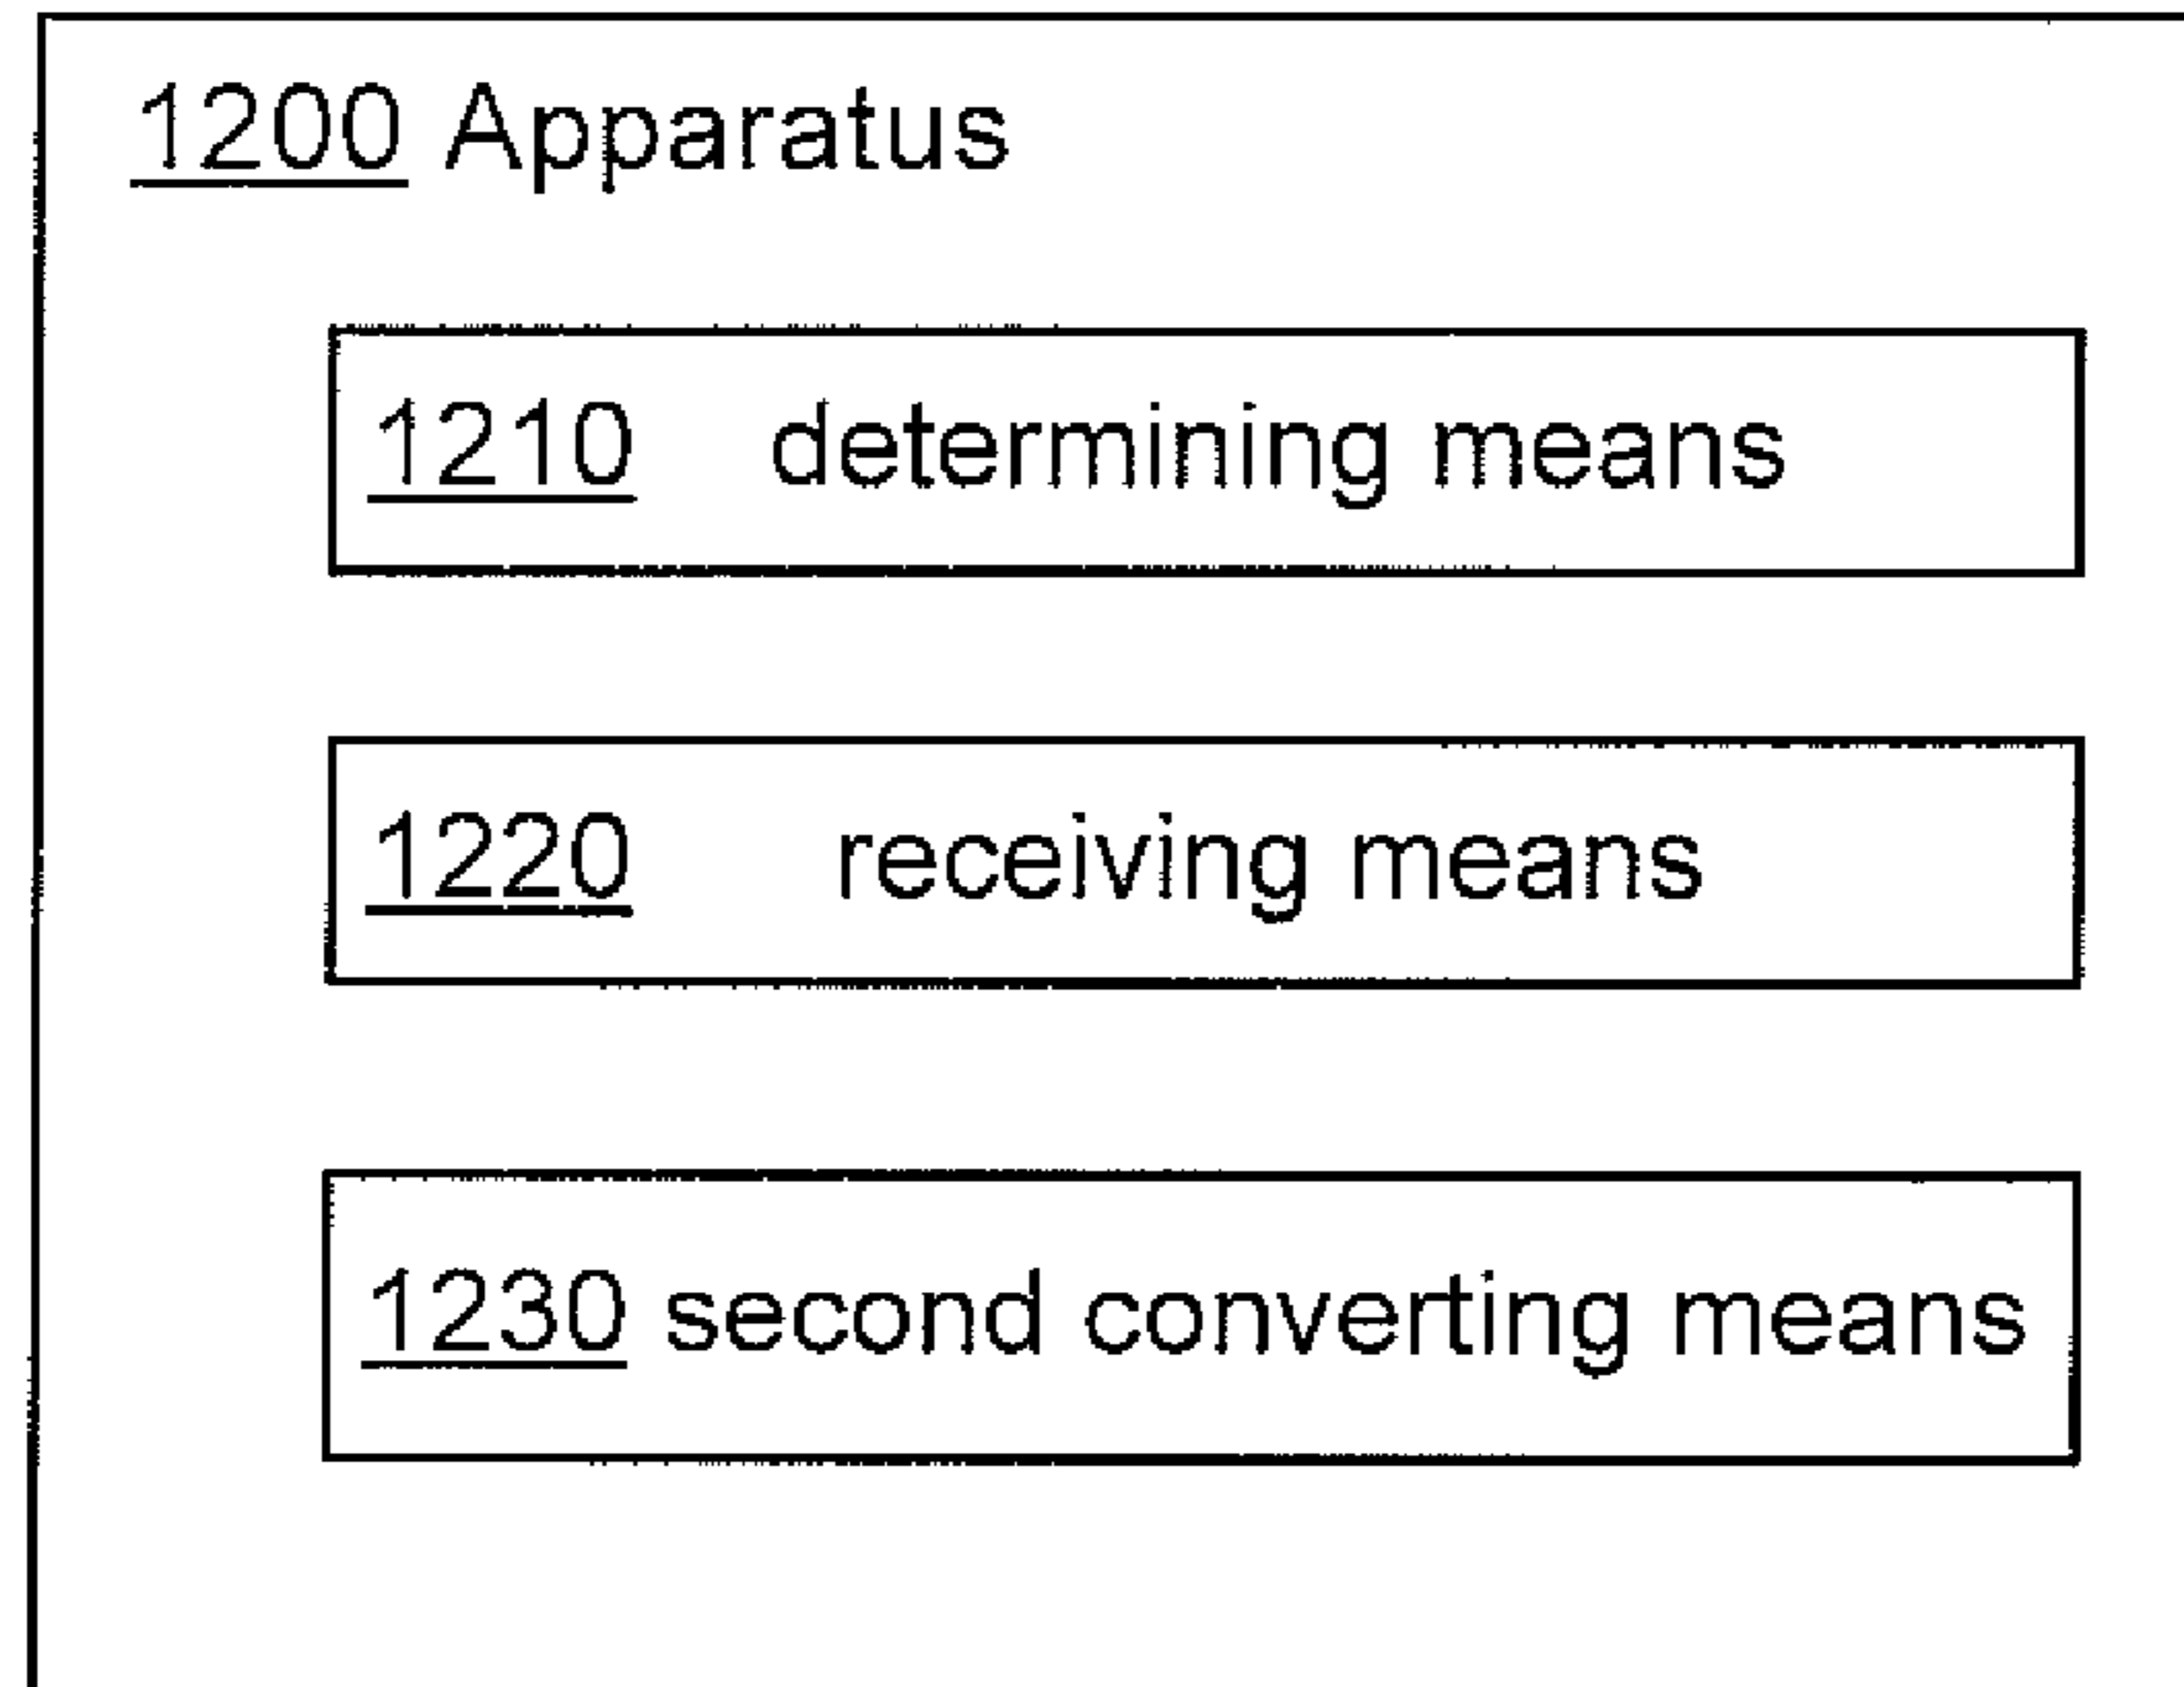 1200 Apparatus
1210 determining means
1220 receiving means
1230 second converting means